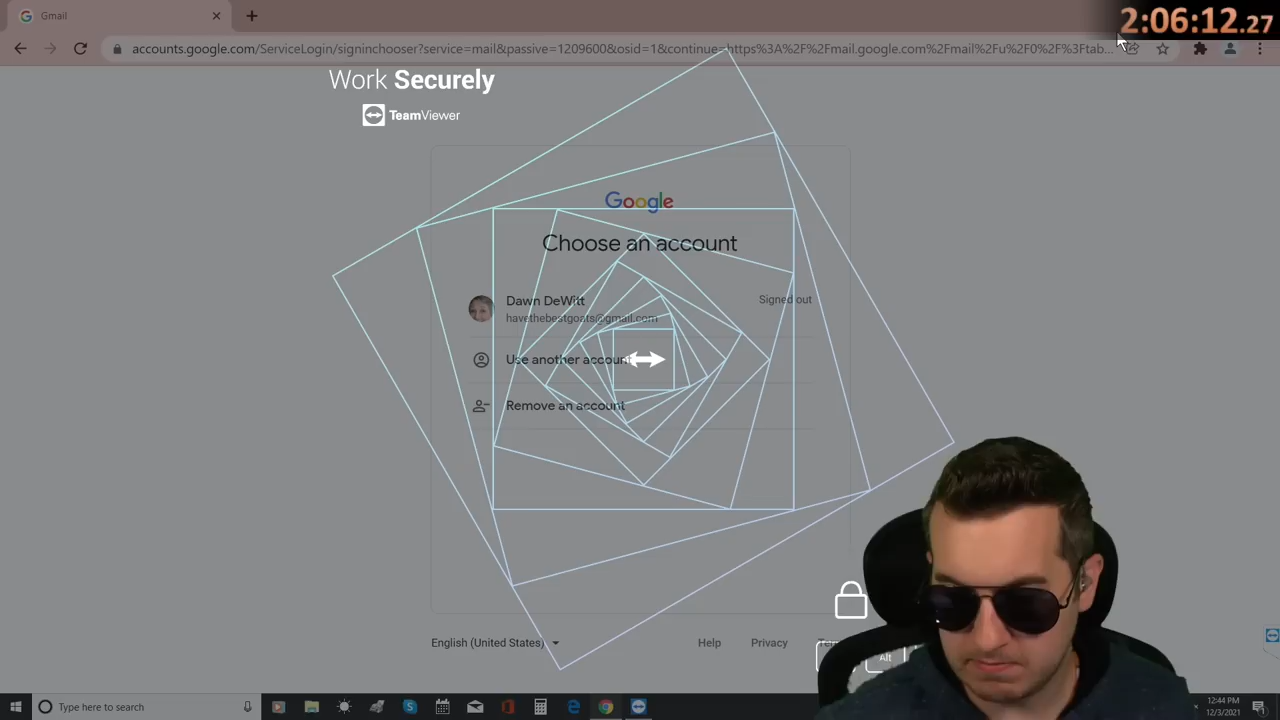 Gmail
2:06:12.27
accounts.google.com/ServiceLogin/signinchooser?service=mail&passive=1209600&osid=1&continue=https%3A%2F%2Fmail.google.com%2Fmail%2Fu%2F0%2F%3Ftab...
Work Securely
TeamViewer
Google
Choose an account
Dawn DeWitt
Signed out
havethebestgoats@gmail.com
Use another account
Remove an account
English (United States)
Help
Privacy
Alt
Type here to search
12:44 PM
12/3/2021